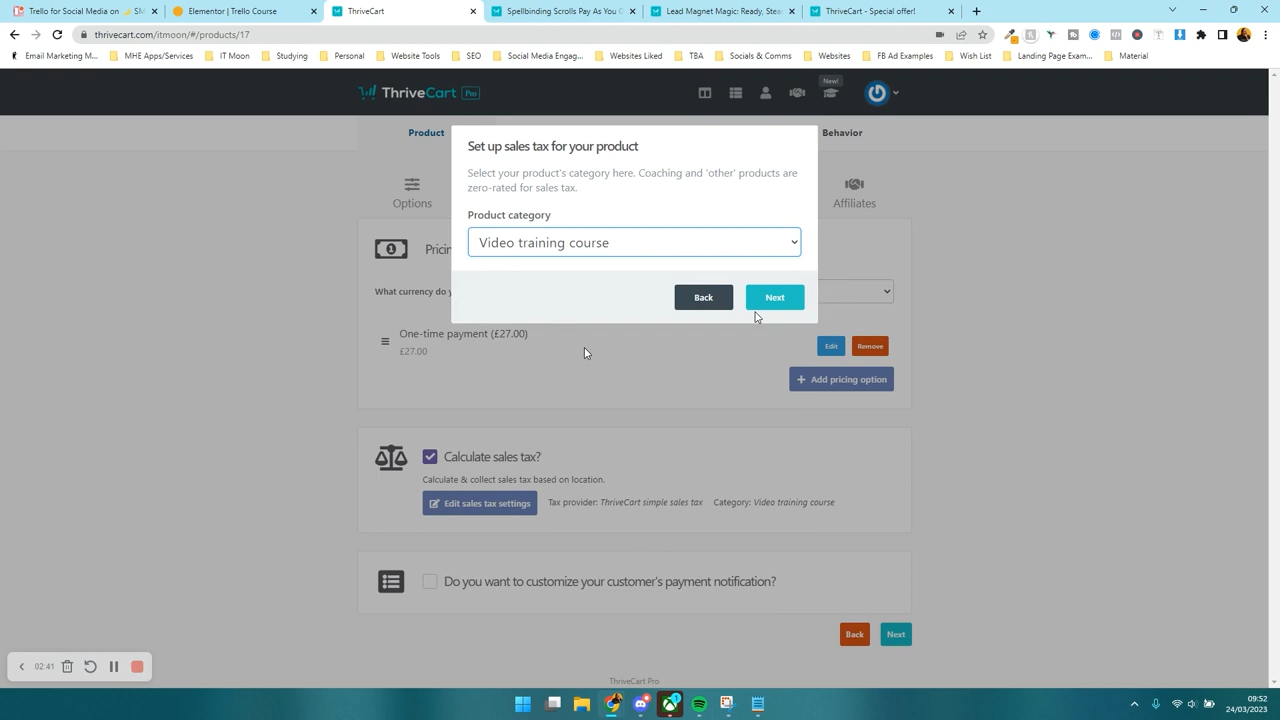 Trello for Social Media on
SM
Elementor | Trello Course
ThriveCart
Spellbinding Scrolls Pay As You G
Lead Magnet Magic: Ready, Stea
ThriveCart - Special offer!
thrivecart.com/itmoon/#/products/17
Email Marketing M...
MHE Apps/Services
IT Moon
Studying
Personal
Website Tools
SEO
Social Media Engag...
Websites Liked
TBA
Socials & Comms
Websites
FB Ad Examples
Wish List
Landing Page Exam...
Material
ThriveCart Pro
New!
Product
Behavior
Set up sales tax for your product
Select your product's category here. Coaching and 'other' products are
zero-rated for sales tax.
Product category
Video training course
Back
Next
Options
Affiliates
Pricin
What currency do y
One-time payment (£27.00)
£27.00
Edit
Remove
+ Add pricing option
Calculate sales tax?
Calculate & collect sales tax based on location.
Edit sales tax settings
Tax provider: ThriveCart simple sales tax
Category: Video training course
Do you want to customize your customer's payment notification?
Back
Next
02:41
ThriveCart Pro
1
09:52
24/03/2023